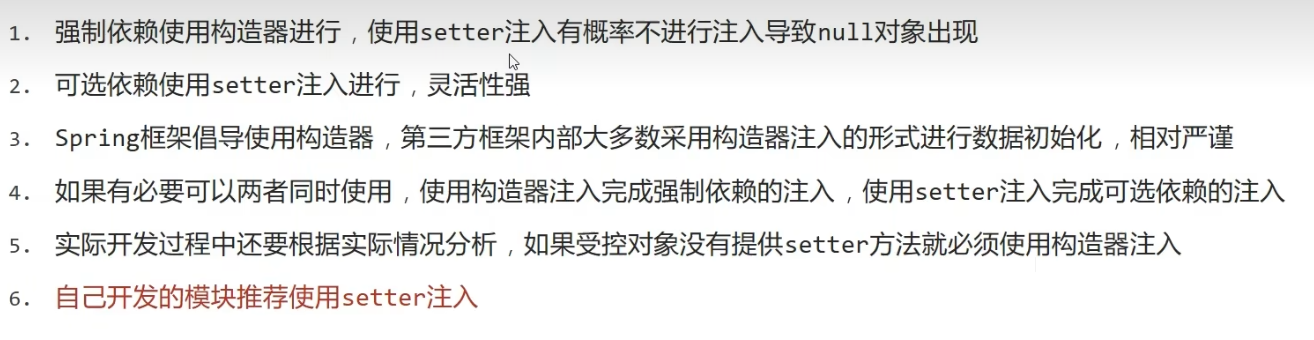 1. 强制依赖使用构造器进行，使用setter注入有概率不进行注入导致null对象出现
2. 可选依赖使用setter注入进行，灵活性强
3. Spring框架倡导使用构造器，第三方框架内部大多数采用构造器注入的形式进行数据初始化，相对严谨
4. 如果有必要可以两者同时使用，使用构造器注入完成强制依赖的注入，使用setter注入完成可选依赖的注入
5. 实际开发过程中还要根据实际情况分析，如果受控对象没有提供setter方法就必须使用构造器注入
6. 自己开发的模块推荐使用setter注入